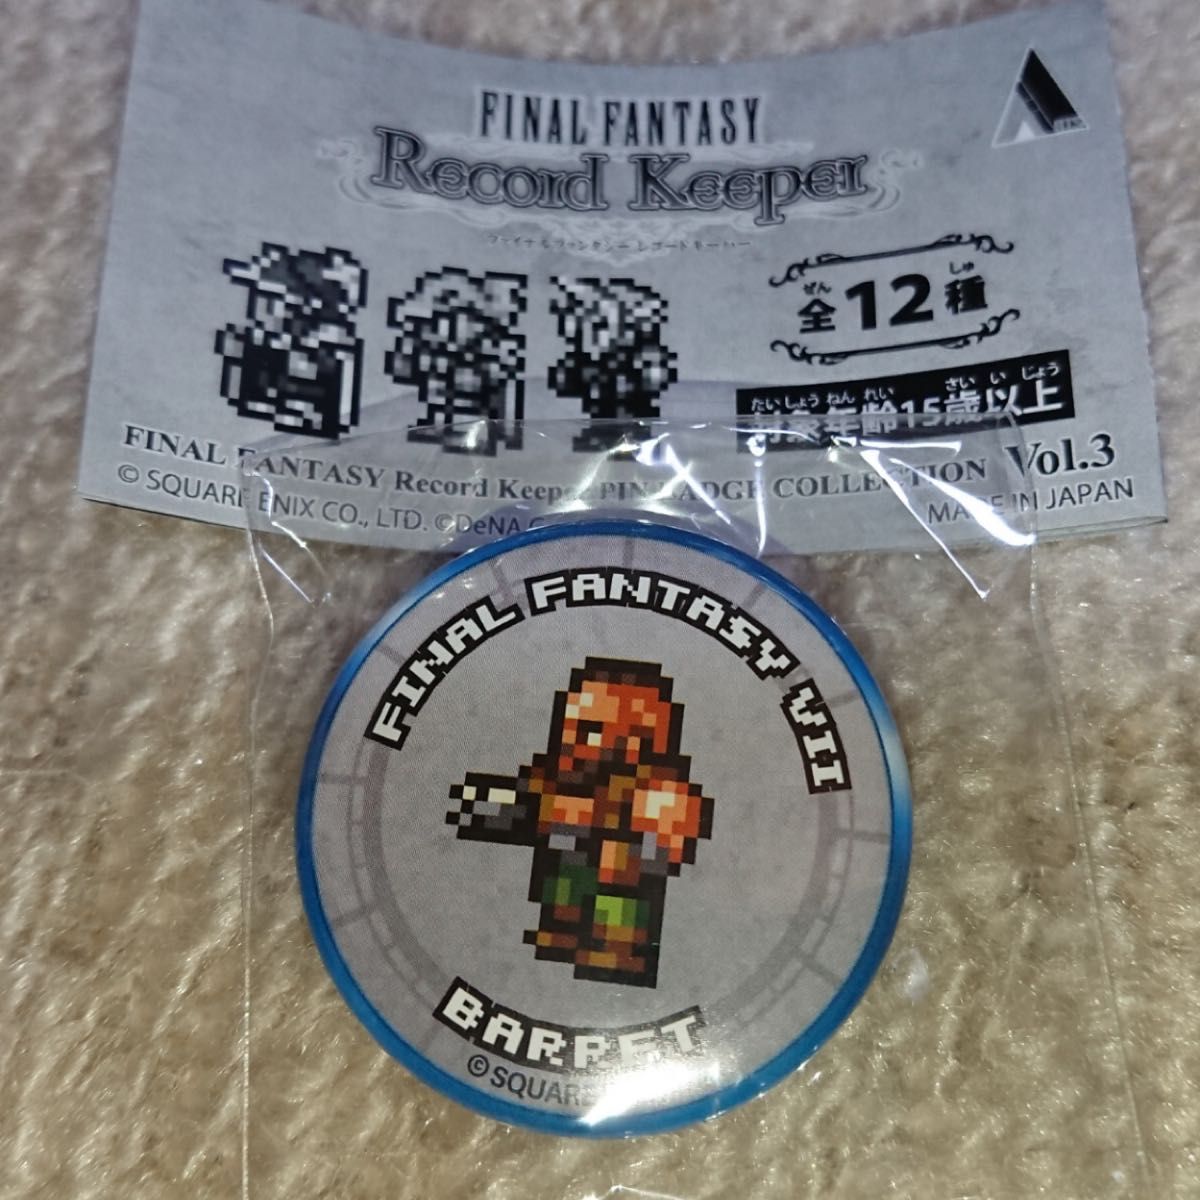 FINAL FANTASY
Record Keeper
ファイナルファンタジー レコードキーパー
ぜん しゅ
全12種
たいしょう ねん れい さい い じょう
対象年齢15歳以上
FINAL FANTASY Record Keeper PIN BADGE COLLECTION Vol.3
© SQUARE ENIX CO., LTD. ©DeNA
MADE IN JAPAN
FINAL FANTASY VII
BARRET
© SQUARE